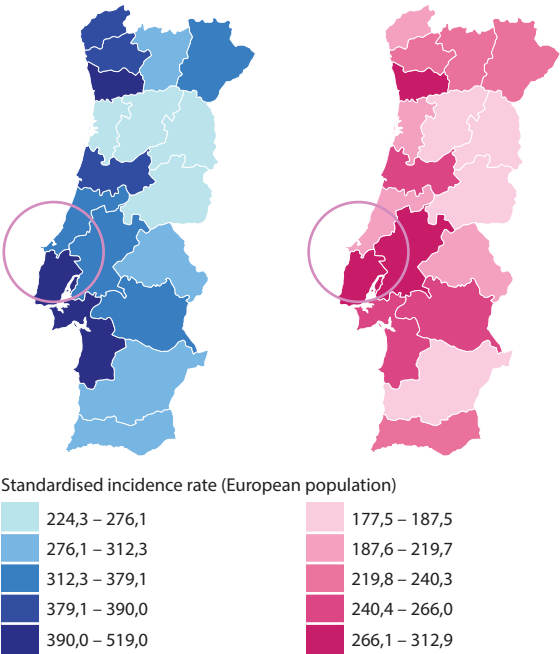 Standardised incidence rate (European population)
224,3 – 276,1
276,1 – 312,3
312,3 – 379,1
379,1 – 390,0
390,0 – 519,0
177,5 – 187,5
187,6 – 219,7
219,8 – 240,3
240,4 – 266,0
266,1 – 312,9